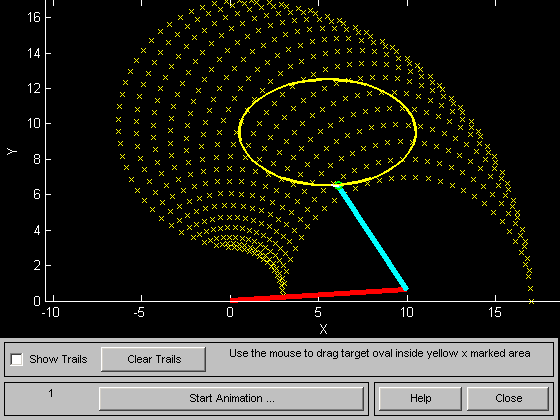 16
14
12
10
8
6
4
2
0
Y
-10 -5 0 5 10 15
X
Show Trails Clear Trails Use the mouse to drag target oval inside yellow x marked area
1 Start Animation ... Help Close